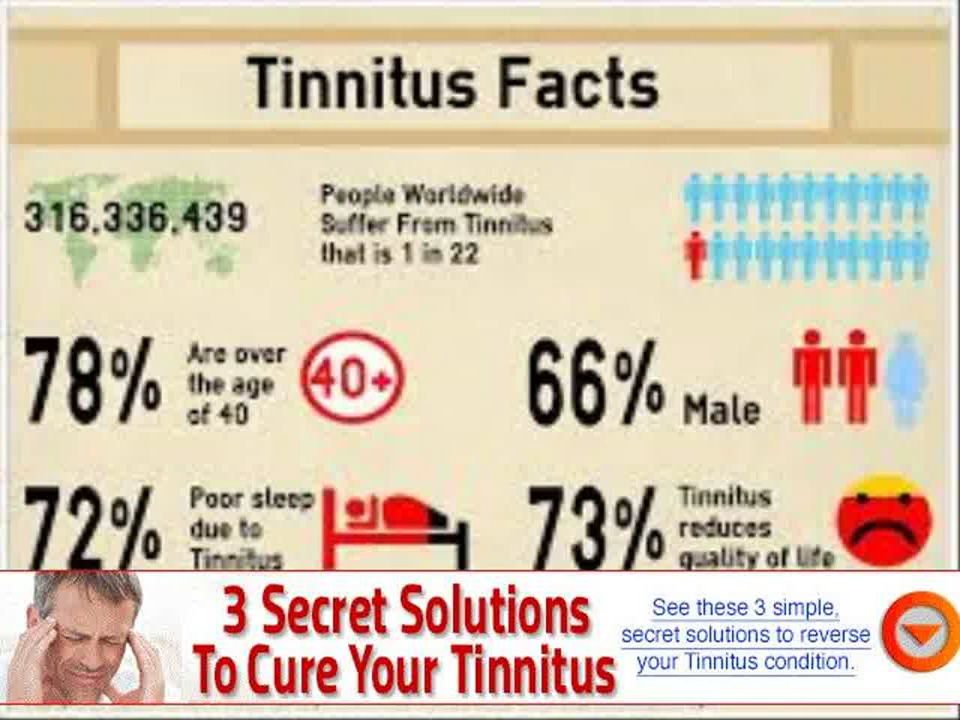 Tinnitus Facts
316,336,439
People Worldwide
Suffer From Tinnitus
that is 1 in 22
78%
Are over
the age
of 40
40+
66%
Male
72%
Poor sleep
due to
Tinnitus
73%
Tinnitus
reduces
quality of life
3 Secret Solutions
To Cure Your Tinnitus
See these 3 simple,
secret solutions to reverse
your Tinnitus condition.